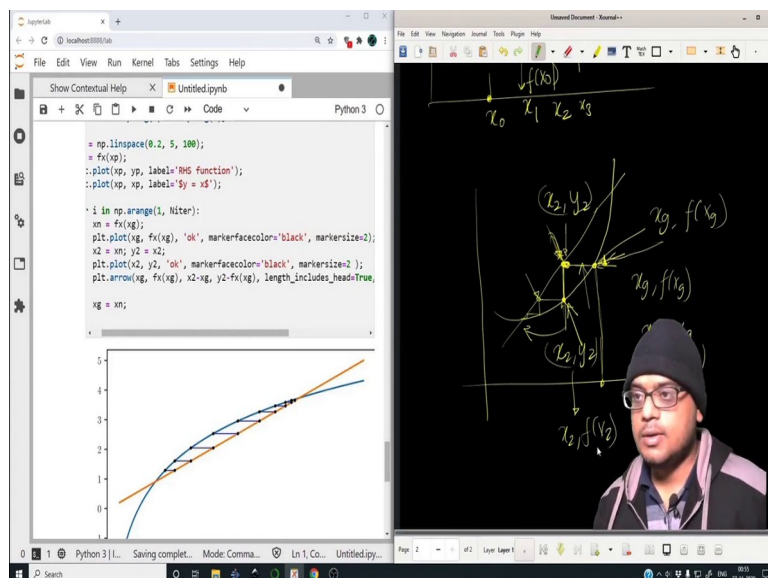 JupyterLab
localhost:8888/lab
File Edit View Run Kernel Tabs Settings Help
Show Contextual Help X Untitled.ipynb
Code
Python 3
= np.linspace(0.2, 5, 100);
= fx(xp);
:.plot(xp, yp, label='RHS function');
:.plot(xp, xp, label='$y = x$');
i in np.arange(1, Niter):
xn = fx(xg);
plt.plot(xg, fx(xg), 'ok', markerfacecolor='black', markersize=2);
x2 = xn; y2 = x2;
plt.plot(x2, y2, 'ok', markerfacecolor='black', markersize=2 );
plt.arrow(xg, fx(xg), x2-xg, y2-fx(xg), length_includes_head=True,
xg = xn;
5
4
3
2
1
0
0 1 Python 3 | I... Saving complet... Mode: Comma... Ln 1, Co... Untitled.ipy...
Search
Unsaved Document - Xournal++
File Edit View Navigation Journal Tools Plugin Help
f(x0)
x0 x1 x2 x3
(x2, y2)
xg, f(xg)
xg, f(xg)
(x2, y2)
x2, f(x2)
Page 2 of 2 Layer Layer 1
ENG 00:55